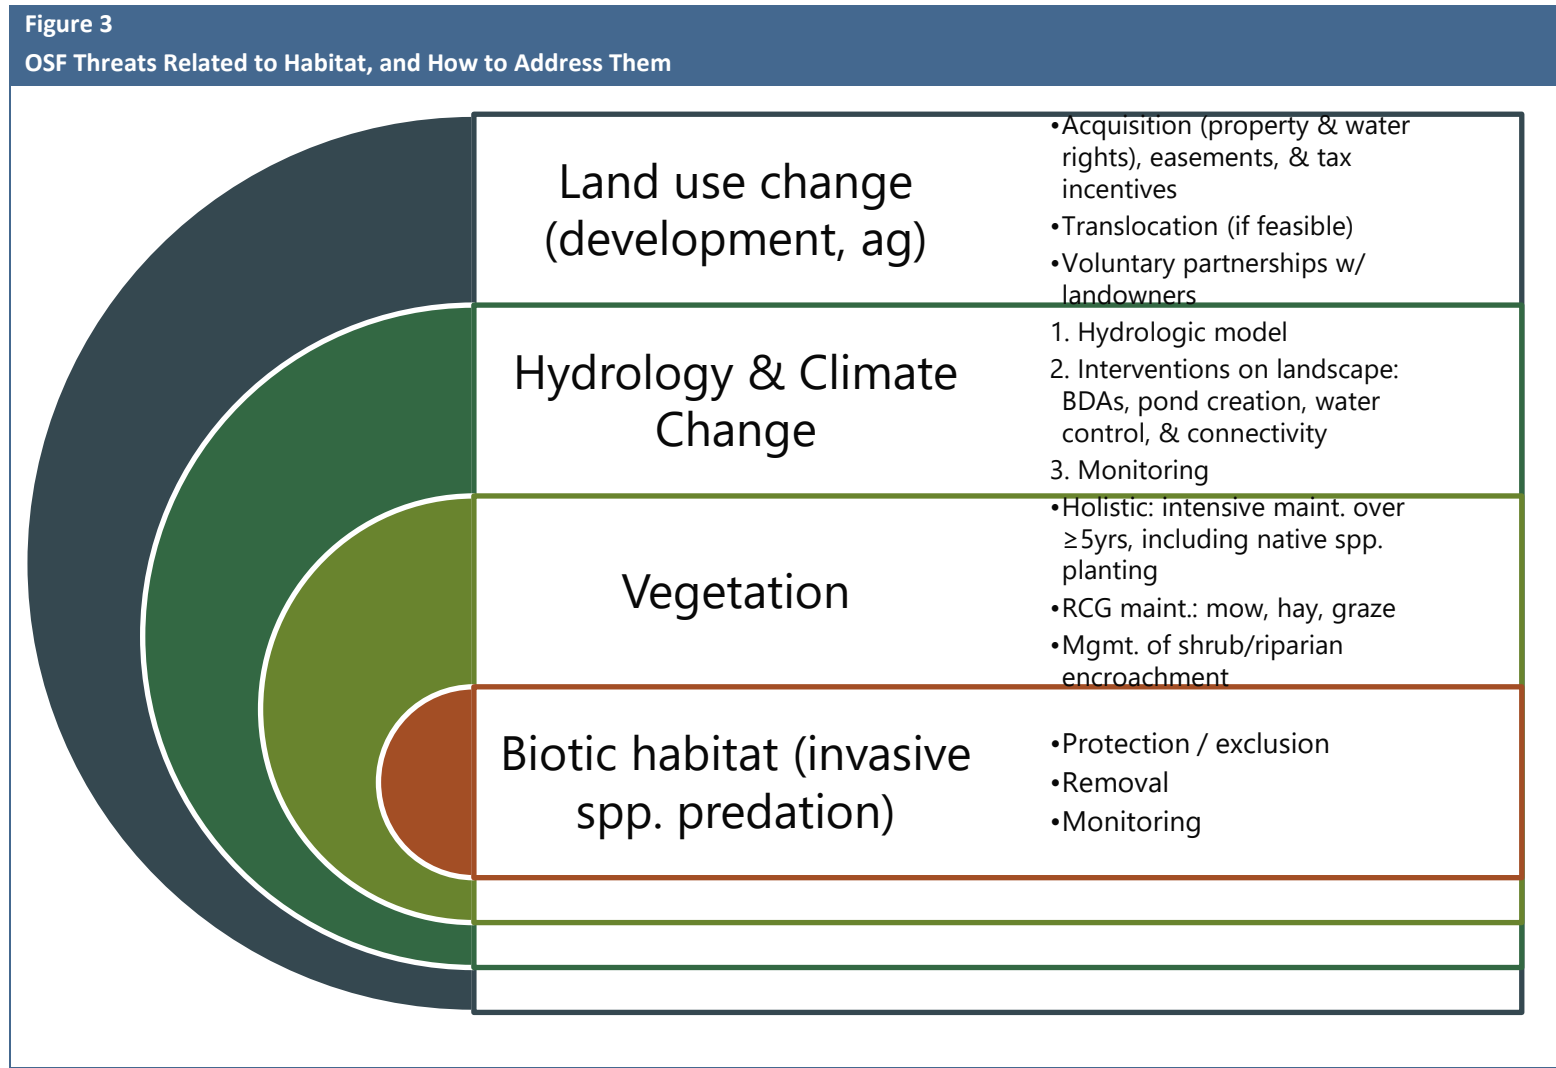 Figure 3
OSF Threats Related to Habitat, and How to Address Them
Land use change
(development, ag)
•Acquisition (property & water
rights), easements, & tax
incentives
•Translocation (if feasible)
•Voluntary partnerships w/
landowners
Hydrology & Climate
Change
1. Hydrologic model
2. Interventions on landscape:
BDAs, pond creation, water
control, & connectivity
3. Monitoring
Vegetation
•Holistic: intensive maint. over
≥5yrs, including native spp.
planting
•RCG maint.: mow, hay, graze
•Mgmt. of shrub/riparian
encroachment
Biotic habitat (invasive
spp. predation)
•Protection / exclusion
•Removal
•Monitoring